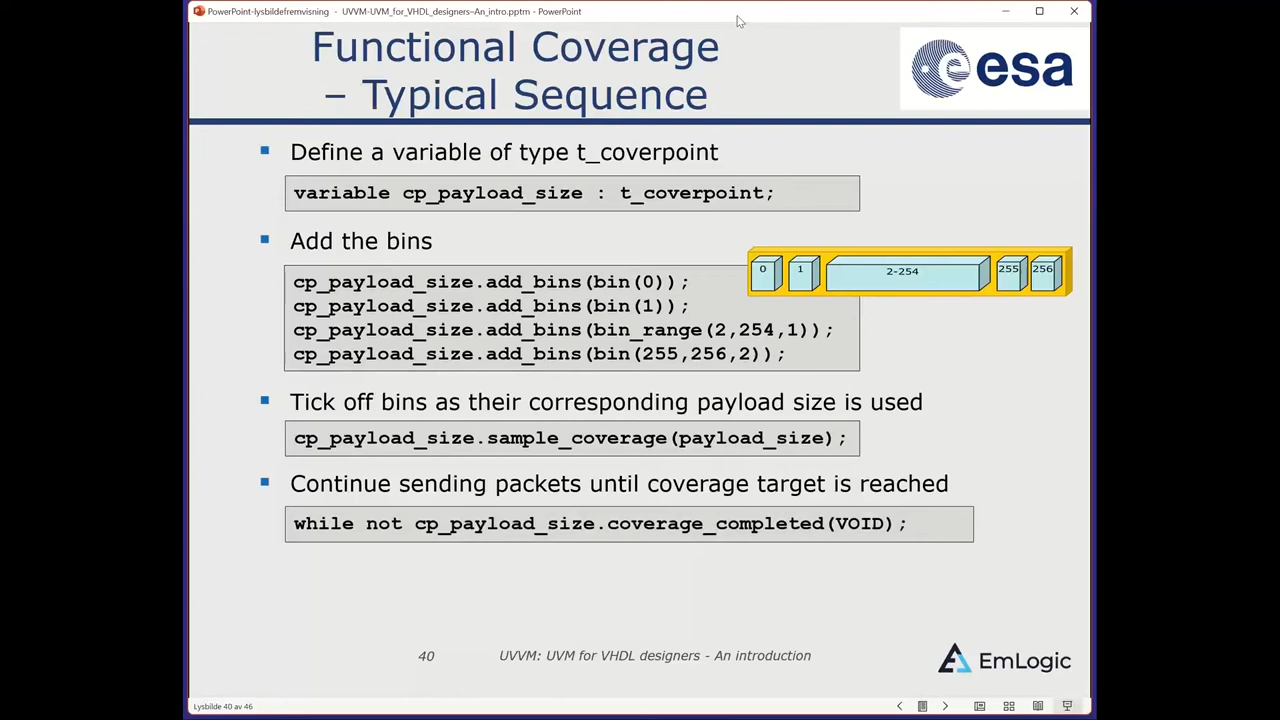 PowerPoint-lysbildefremvisning - UVVM-UVM_for_VHDL_designers–An_intro.pptm - PowerPoint
Functional Coverage
– Typical Sequence
esa
Define a variable of type t_coverpoint
variable cp_payload_size : t_coverpoint;
Add the bins
0 1 2-254 255 256
cp_payload_size.add_bins(bin(0));
cp_payload_size.add_bins(bin(1));
cp_payload_size.add_bins(bin_range(2,254,1));
cp_payload_size.add_bins(bin(255,256,2));
Tick off bins as their corresponding payload size is used
cp_payload_size.sample_coverage(payload_size);
Continue sending packets until coverage target is reached
while not cp_payload_size.coverage_completed(VOID);
40 UVVM: UVM for VHDL designers - An introduction
EmLogic
Lysbilde 40 av 46